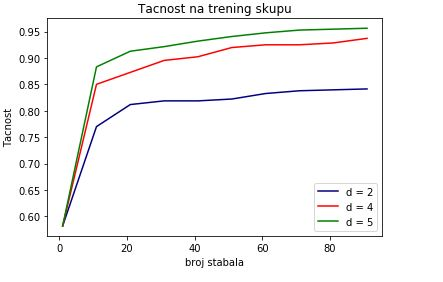 Tacnost na trening skupu
0.95
0.90
0.85
0.80
0.75
0.70
0.65
0.60
Tacnost
d = 2
d = 4
d = 5
0
20
40
60
80
broj stabala